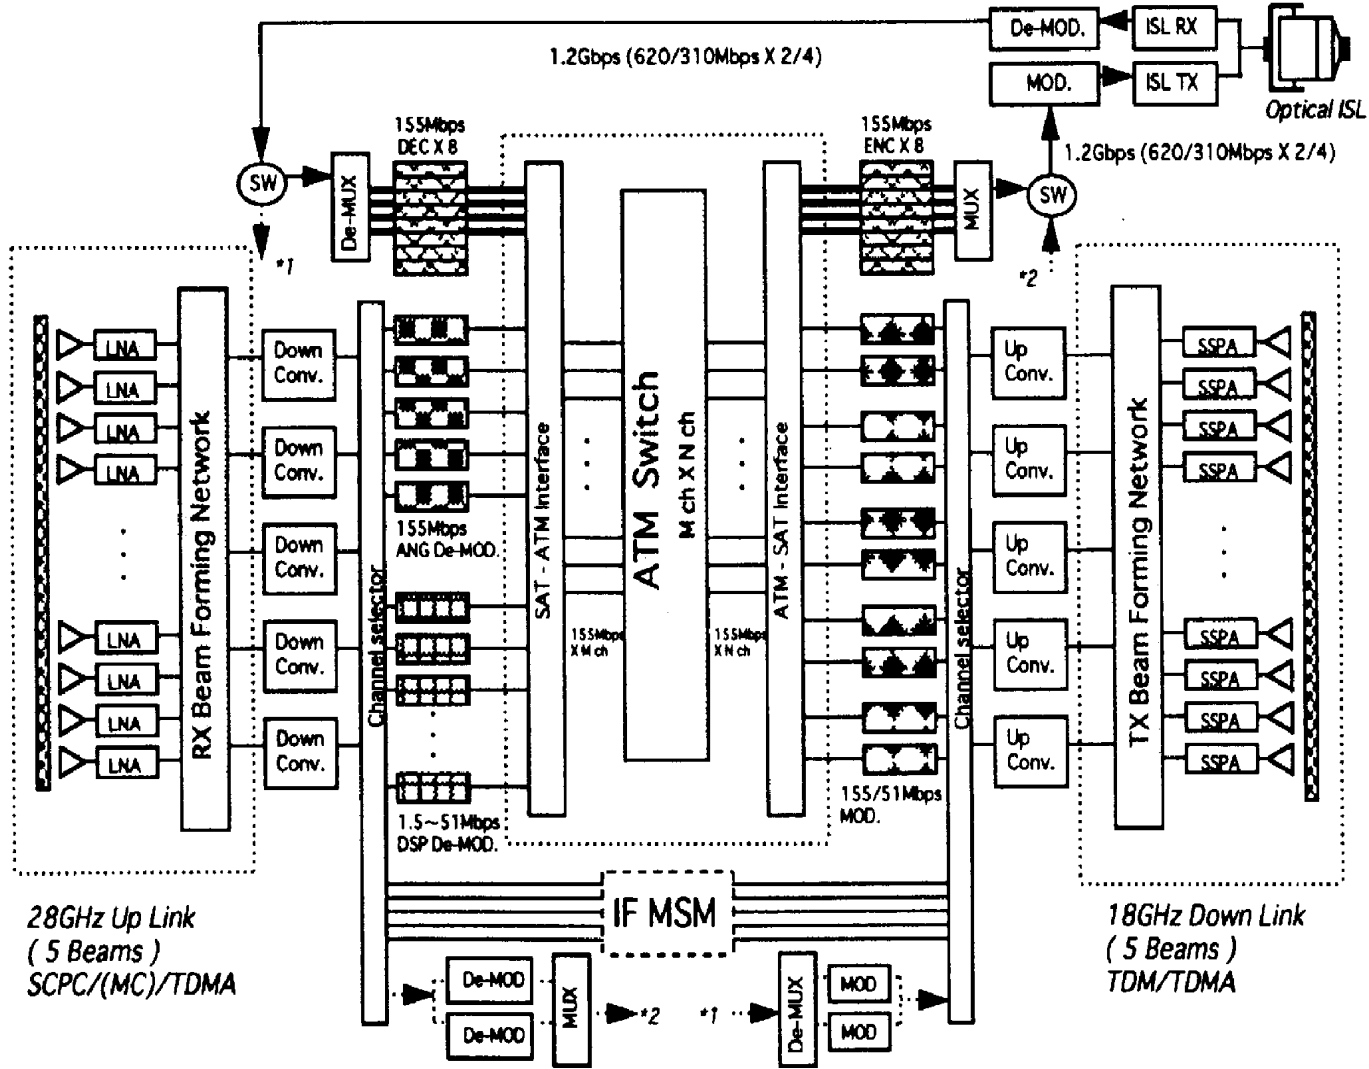 De-MOD.
ISL RX
1.2Gbps (620/310Mbps X 2/4)
MOD.
ISL TX
Optical ISL
155Mbps
DEC X 8
155Mbps
ENC X 8
1.2Gbps (620/310Mbps X 2/4)
SW
De-MUX
MUX
SW
*1
*2
LNA
LNA
LNA
LNA
LNA
LNA
LNA
LNA
RX Beam Forming Network
Down
Conv.
Down
Conv.
Down
Conv.
Down
Conv.
Down
Conv.
Channel selector
155Mbps
ANG De-MOD.
1.5~51Mbps
DSP De-MOD.
SAT - ATM Interface
155Mbps
X M ch
ATM Switch
M ch X N ch
155Mbps
X N ch
ATM - SAT Interface
155/51Mbps
MOD.
Channel selector
Up
Conv.
Up
Conv.
Up
Conv.
Up
Conv.
Up
Conv.
TX Beam Forming Network
SSPA
SSPA
SSPA
SSPA
SSPA
SSPA
SSPA
SSPA
28GHz Up Link
( 5 Beams )
SCPC/(MC)/TDMA
IF MSM
18GHz Down Link
( 5 Beams )
TDM/TDMA
De-MOD
De-MOD
MUX
*2
*1
De-MUX
MOD
MOD